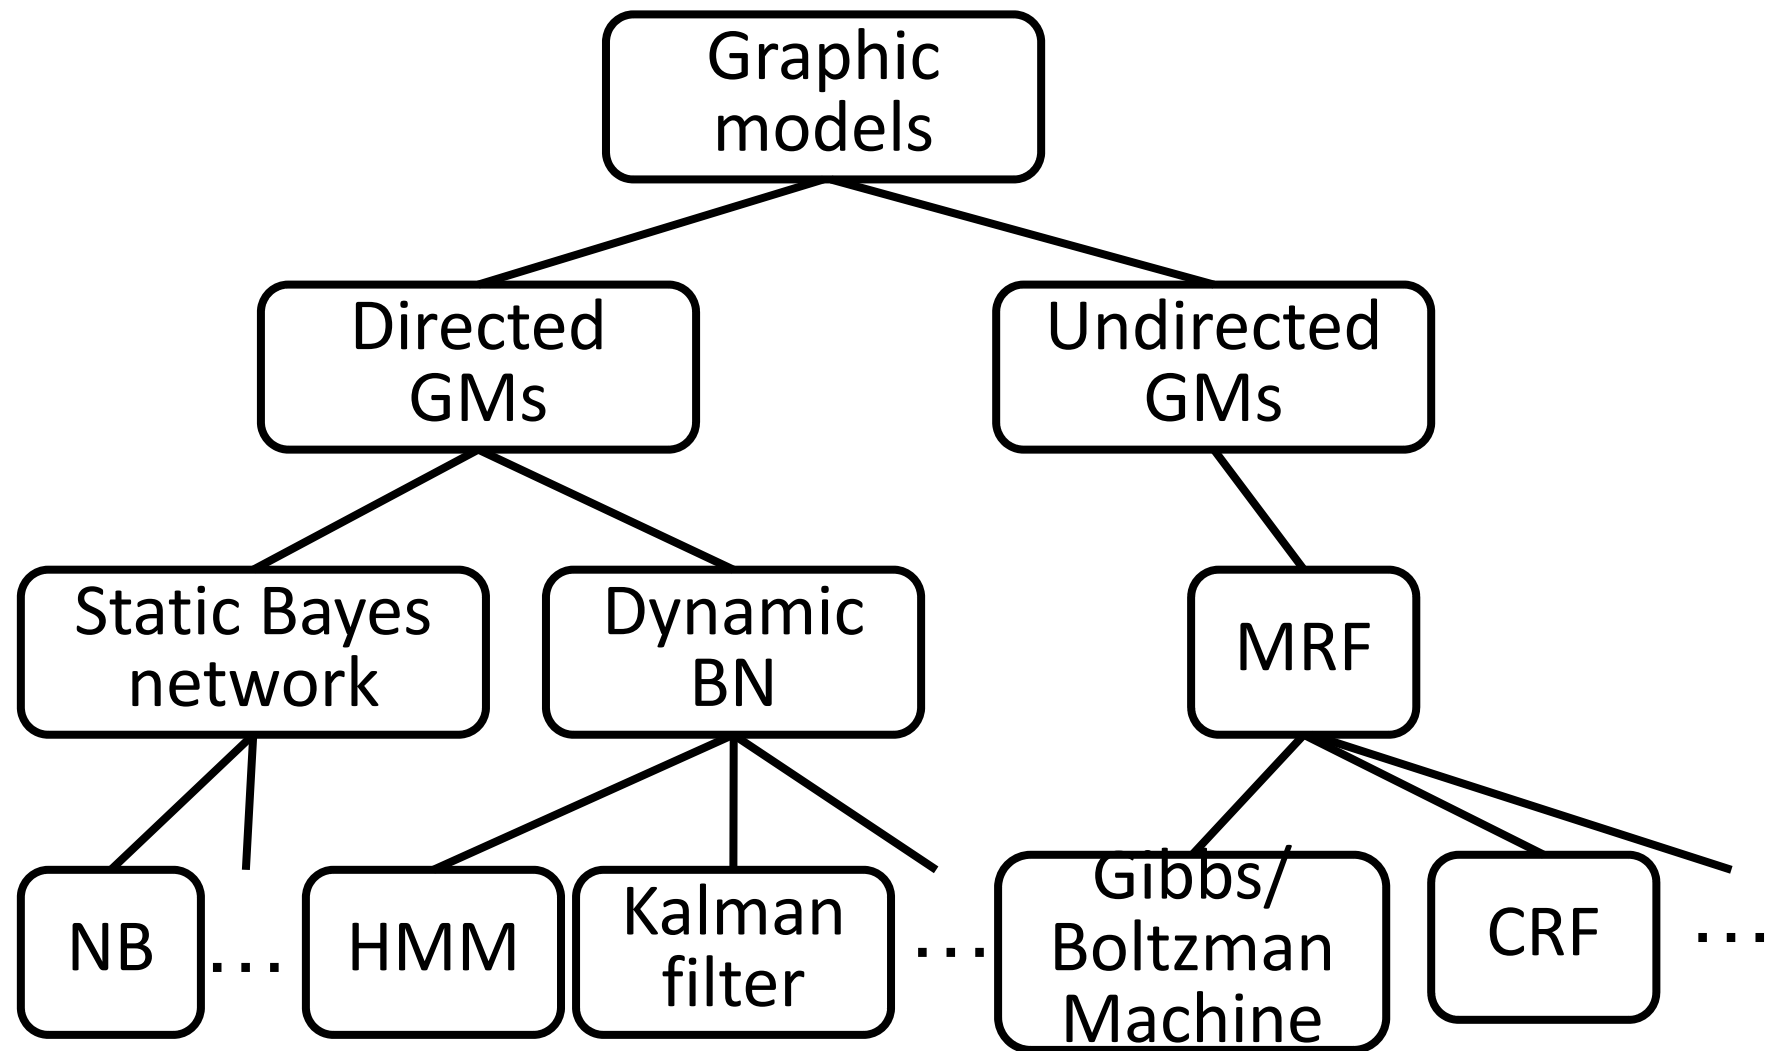 Graphic
models
Directed
GMs
Undirected
GMs
Static Bayes
network
Dynamic
BN
MRF
NB
...
HMM
Kalman
filter
...
Gibbs/
Boltzman
Machine
CRF
...